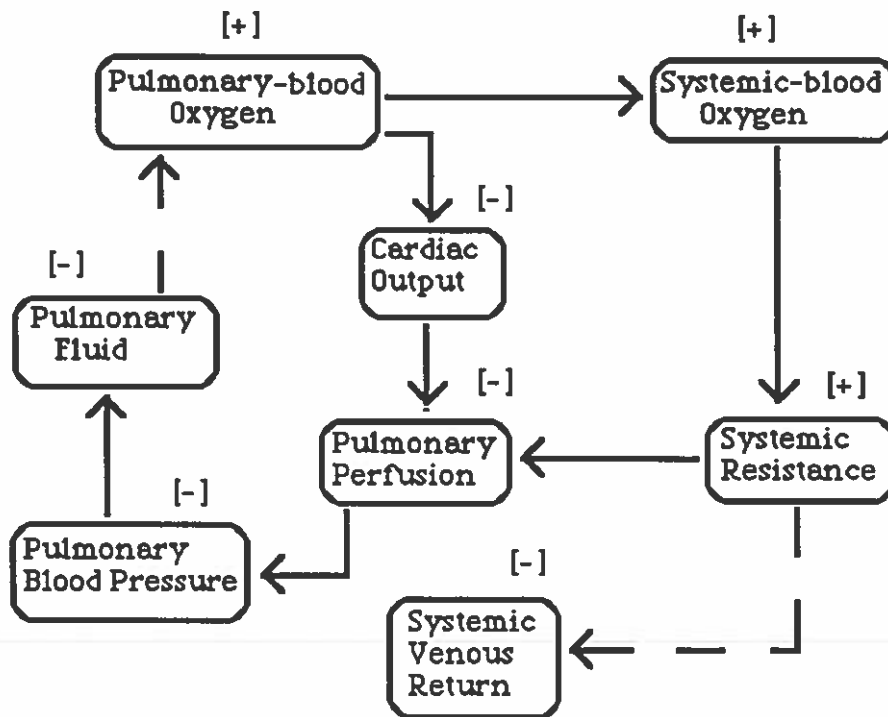 [+]
Pulmonary-blood
Oxygen
[+]
Systemic-blood
Oxygen
[-]
Cardiac
Output
[-]
Pulmonary
Fluid
[-]
Pulmonary
Perfusion
[+]
Systemic
Resistance
[-]
Pulmonary
Blood Pressure
[-]
Systemic
Venous
Return